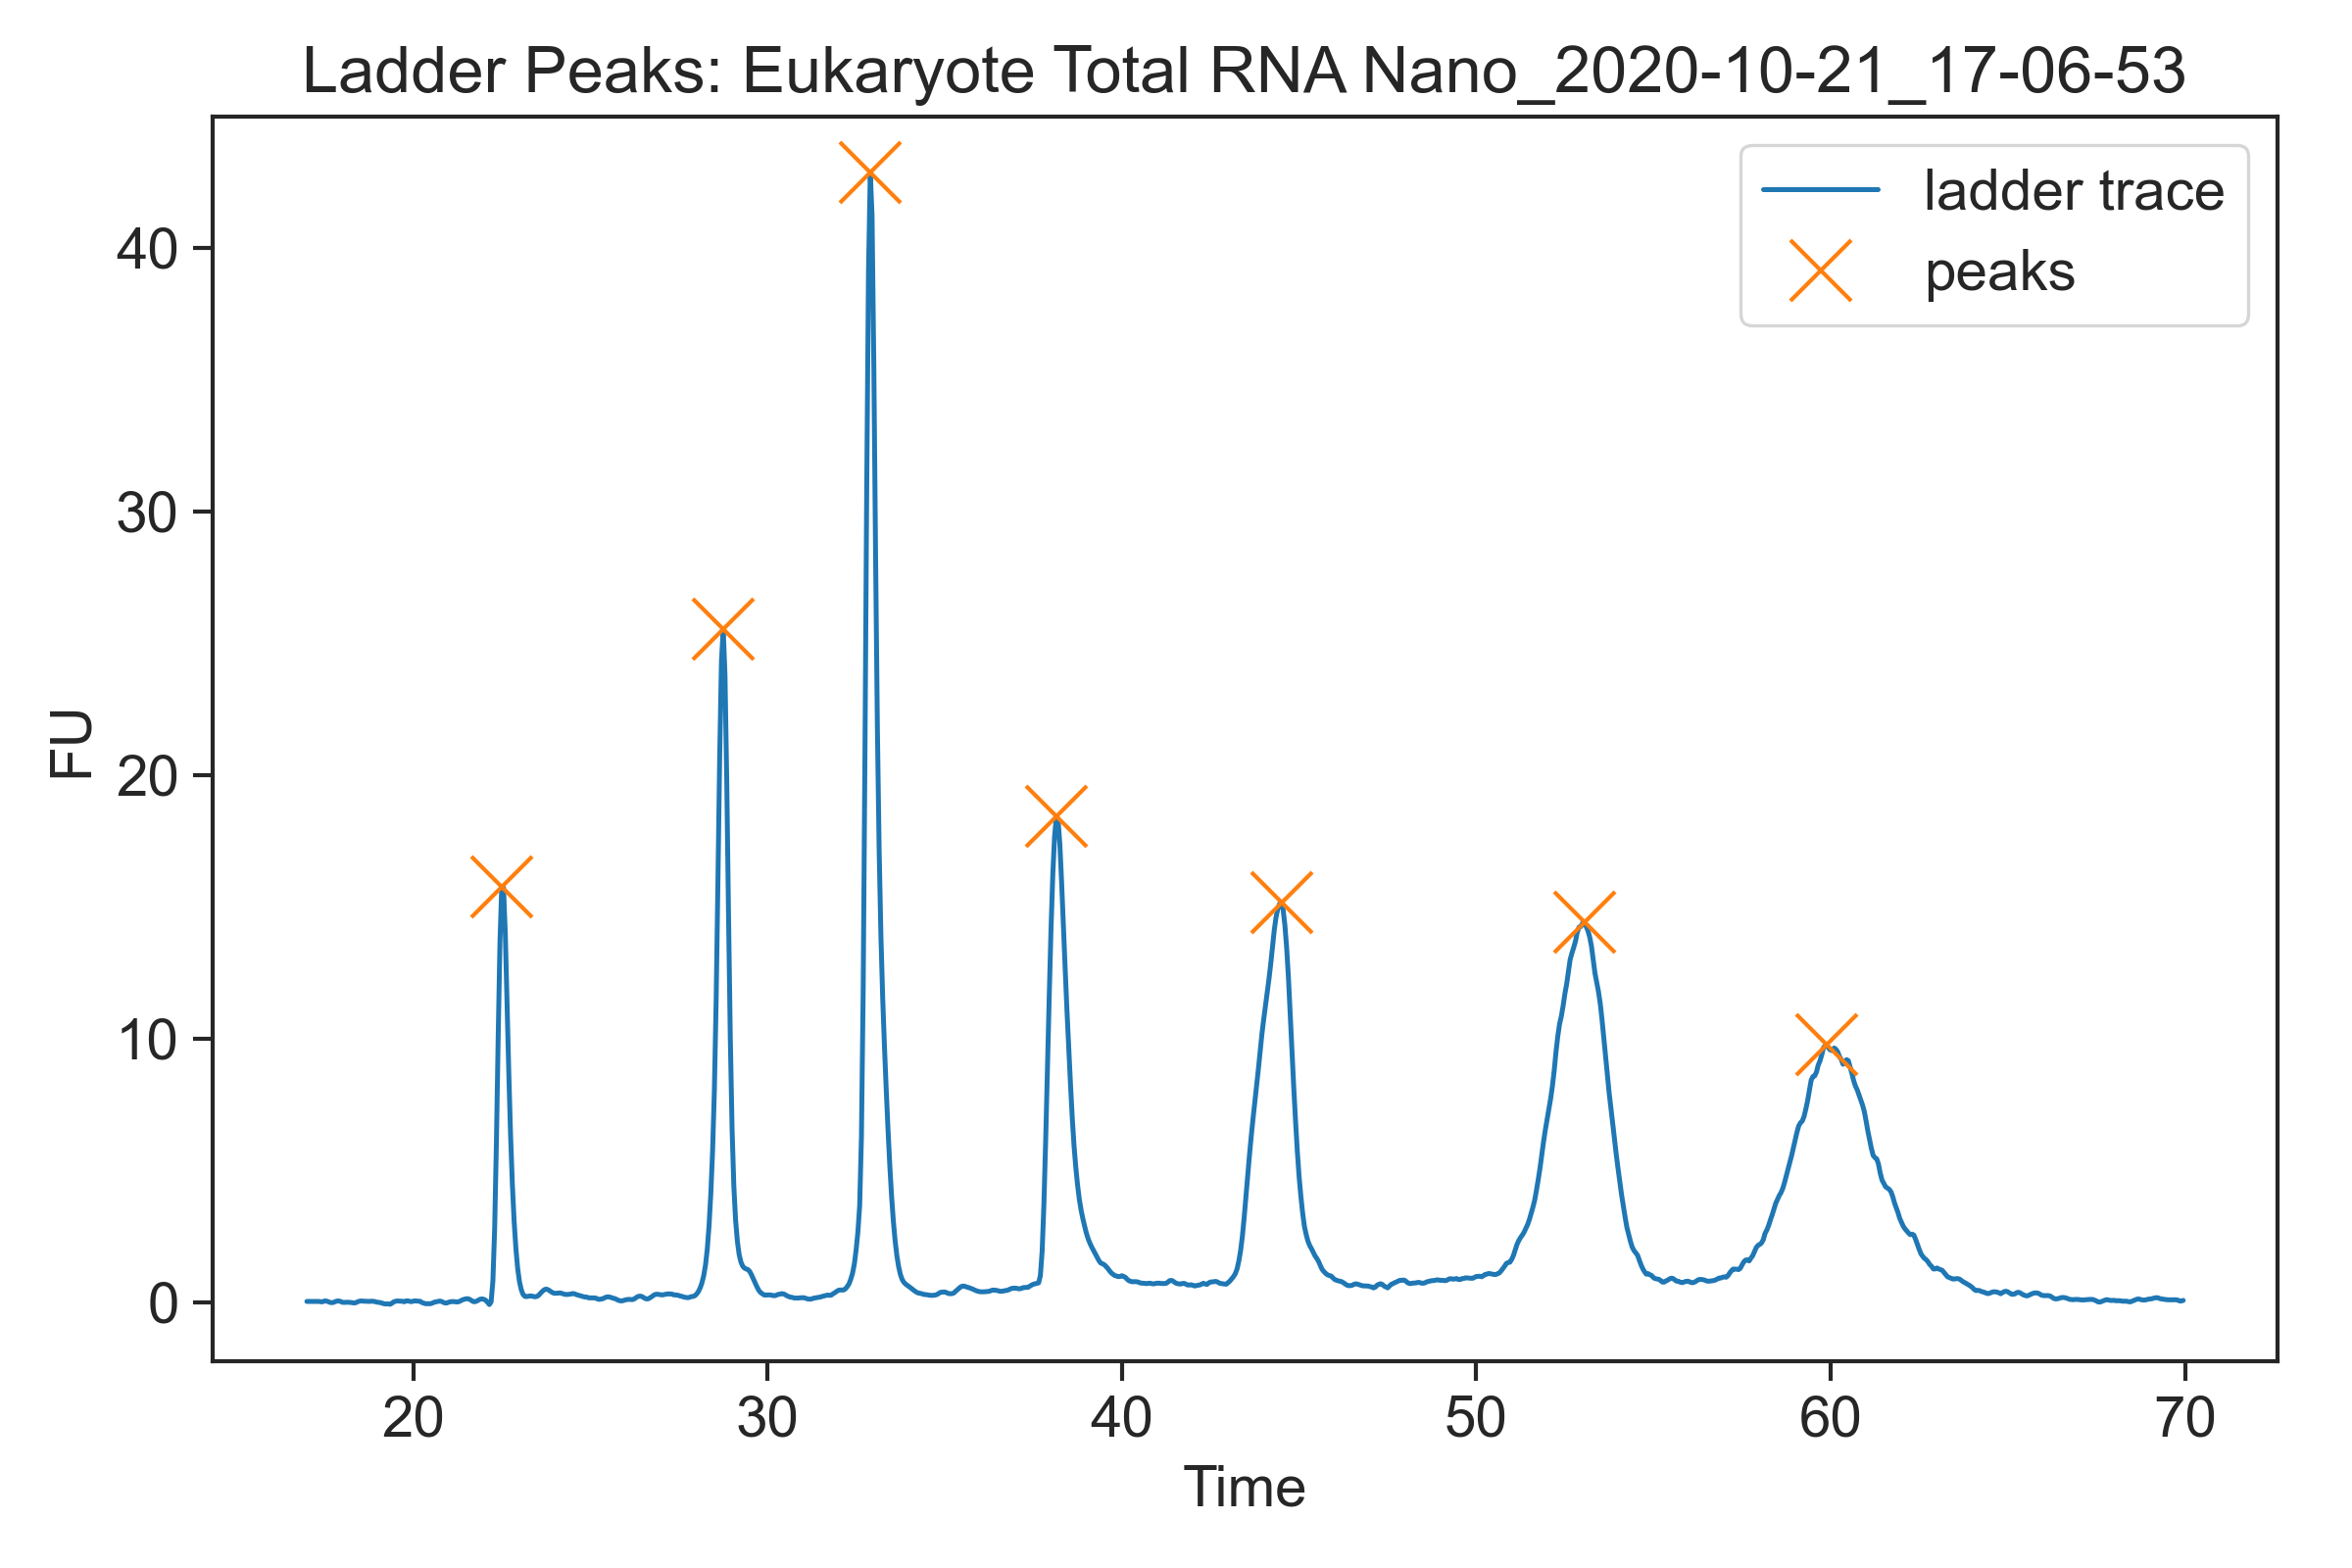 Ladder Peaks: Eukaryote Total RNA Nano_2020-10-21_17-06-53
ladder trace
peaks
40
30
20
10
0
FU
20 30 40 50 60 70
Time